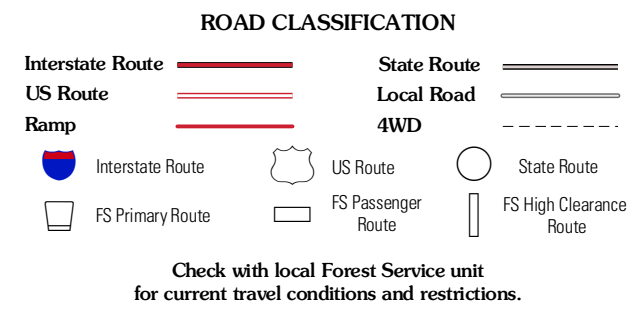 ROAD CLASSIFICATION
Interstate Route
State Route
US Route
Local Road
Ramp
4WD
Interstate Route
US Route
State Route
FS Primary Route
FS Passenger
Route
FS High Clearance
Route
Check with local Forest Service unit
for current travel conditions and restrictions.